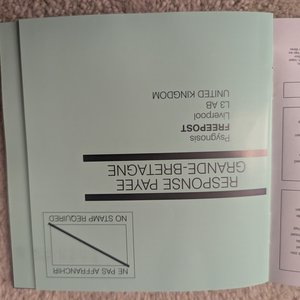 NE PAS AFFRANCHIR
NO STAMP REQUIRED
RESPONSE PAYEE
GRANDE-BRETAGNE
Psygnosis
FREEPOST
Liverpool
L3 AB
UNITED KINGDOM